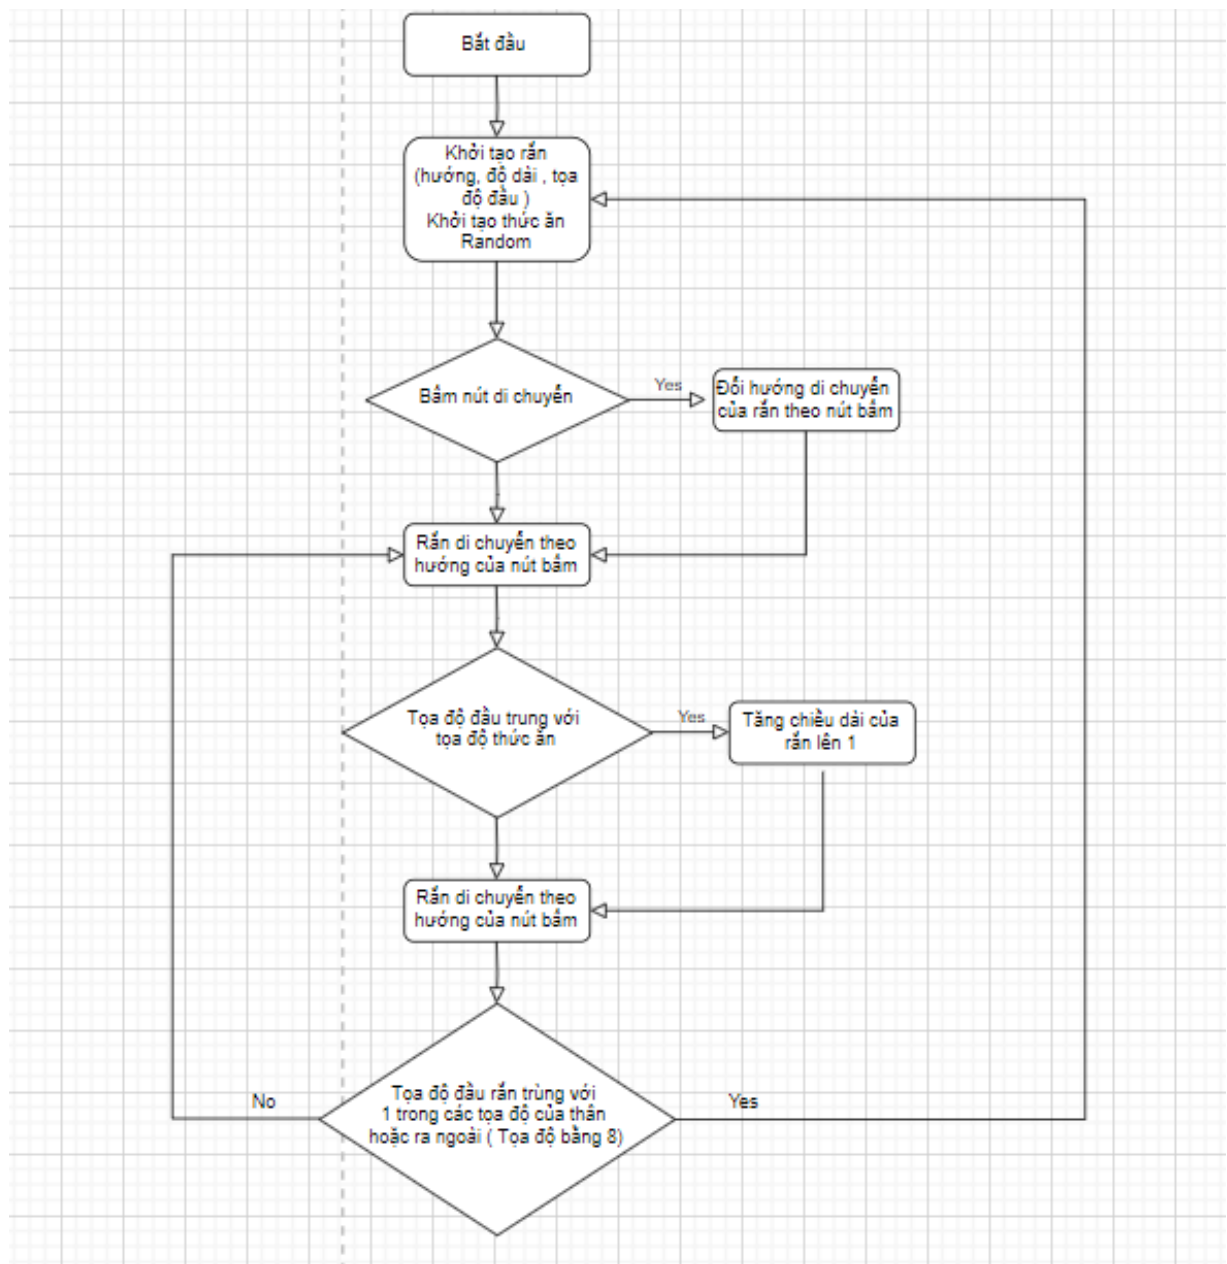 Bắt đầu
Khởi tạo rắn
(hướng, độ dài , tọa
độ đầu )
Khởi tạo thức ăn
Random
Bấm nút di chuyển
Yes
Đổi hướng di chuyển
của rắn theo nút bấm
Rắn di chuyển theo
hướng của nút bấm
Tọa độ đầu trung với
tọa độ thức ăn
Yes
Tăng chiều dài của
rắn lên 1
Rắn di chuyển theo
hướng của nút bấm
No
Tọa độ đầu rắn trùng với
1 trong các tọa độ của thân
hoặc ra ngoài ( Tọa độ bằng 8)
Yes